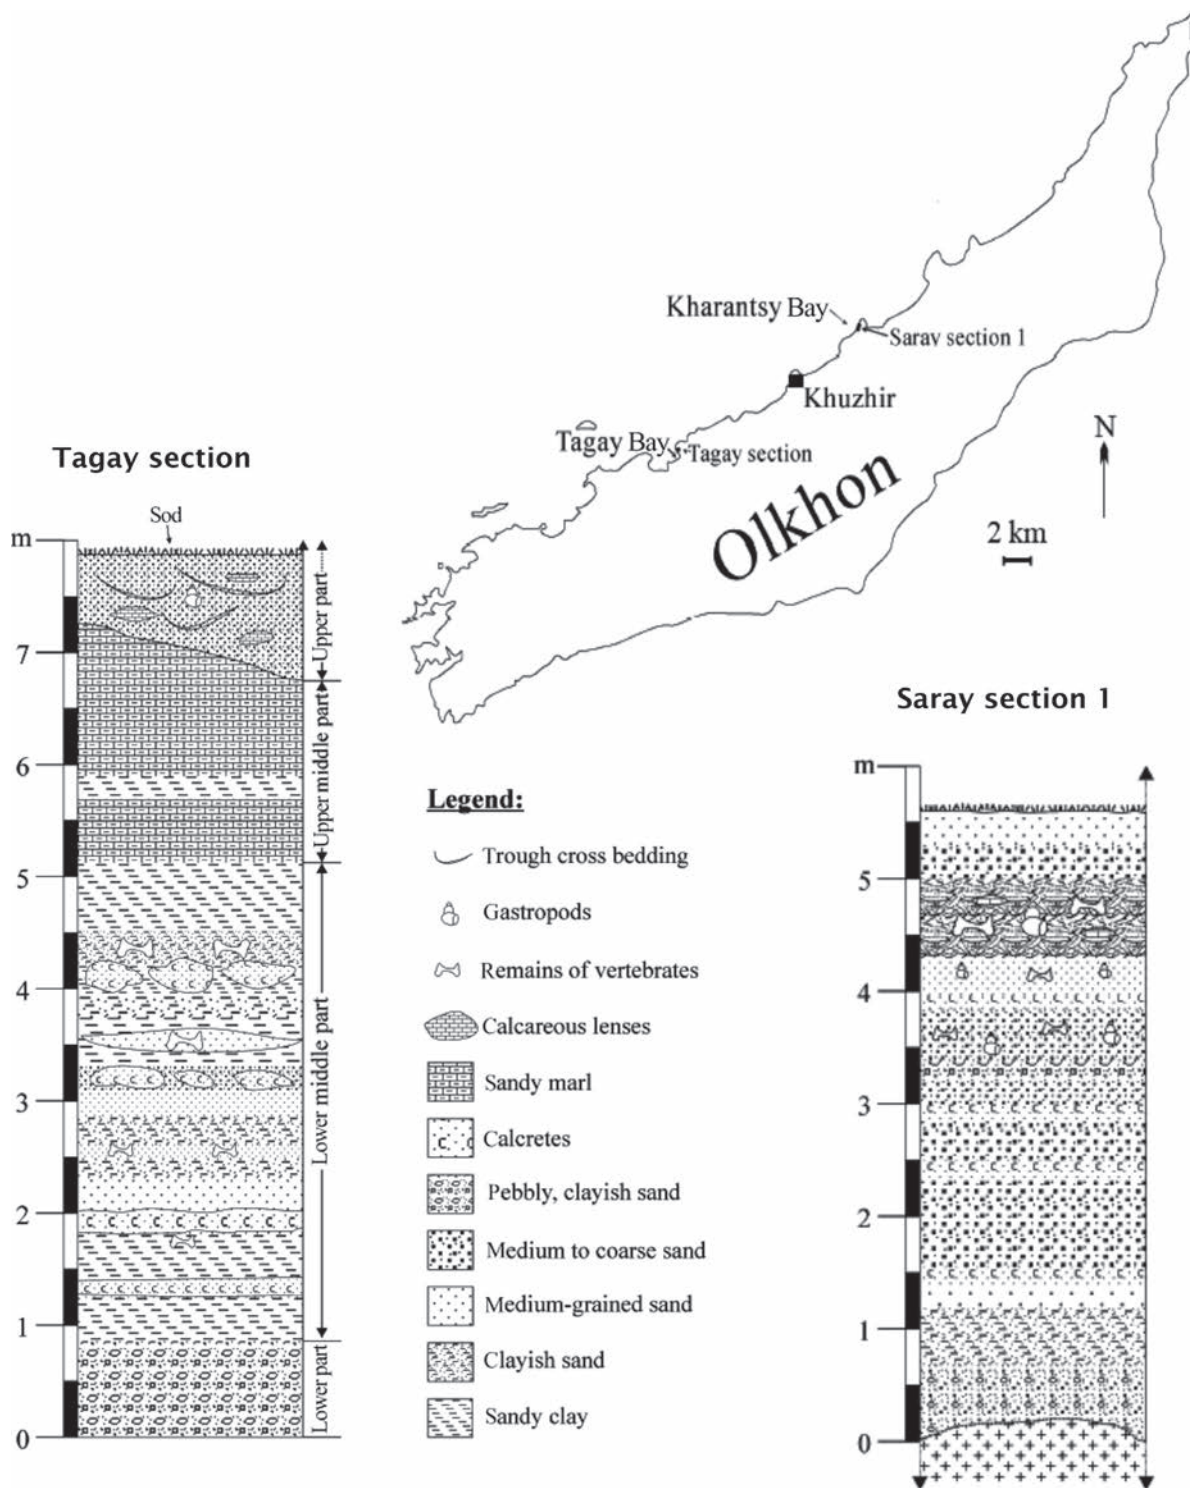 Kharantsy Bay
Sarav section 1
Khuzhir
Tagay Bay
Tagay section
N
Olkhon
2 km
Tagay section
Sod
m
7
6
5
4
3
2
1
0
Upper part
Upper middle part
Lower middle part
Lower part
Legend:
Trough cross bedding
Gastropods
Remains of vertebrates
Calcareous lenses
Sandy marl
Calcretes
Pebbly, clayish sand
Medium to coarse sand
Medium-grained sand
Clayish sand
Sandy clay
Saray section 1
m
5
4
3
2
1
0